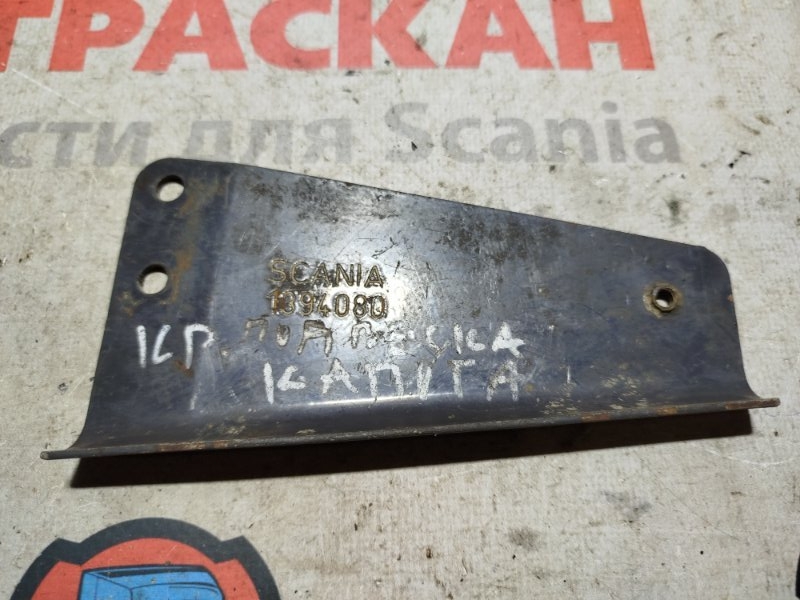 ТРАСКАН
сти для Scania
SCANIA
1394080
КР.
КАПОТА